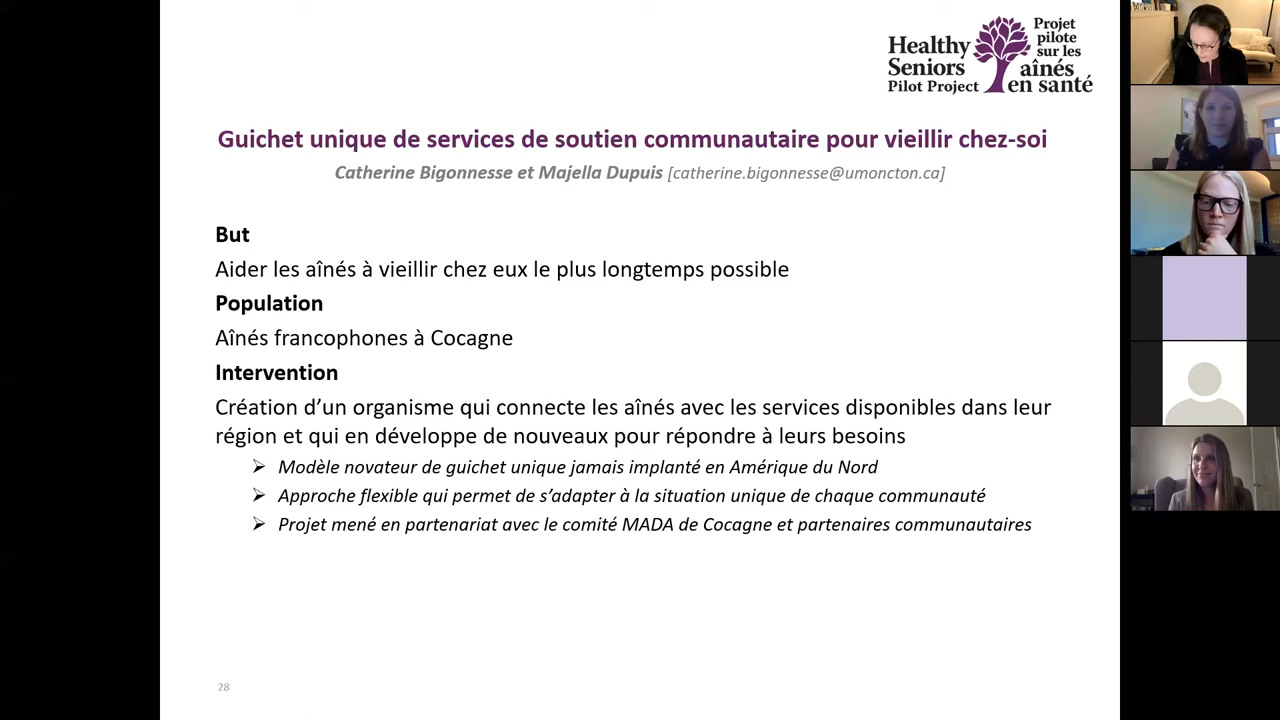 Healthy
Seniors
Pilot Project
Projet
pilote
sur les
aînés
en santé
Guichet unique de services de soutien communautaire pour vieillir chez-soi
Catherine Bigonnesse et Majella Dupuis [catherine.bigonnesse@umoncton.ca]
But
Aider les aînés à vieillir chez eux le plus longtemps possible
Population
Aînés francophones à Cocagne
Intervention
Création d’un organisme qui connecte les aînés avec les services disponibles dans leur
région et qui en développe de nouveaux pour répondre à leurs besoins
Modèle novateur de guichet unique jamais implanté en Amérique du Nord
Approche flexible qui permet de s’adapter à la situation unique de chaque communauté
Projet mené en partenariat avec le comité MADA de Cocagne et partenaires communautaires
28